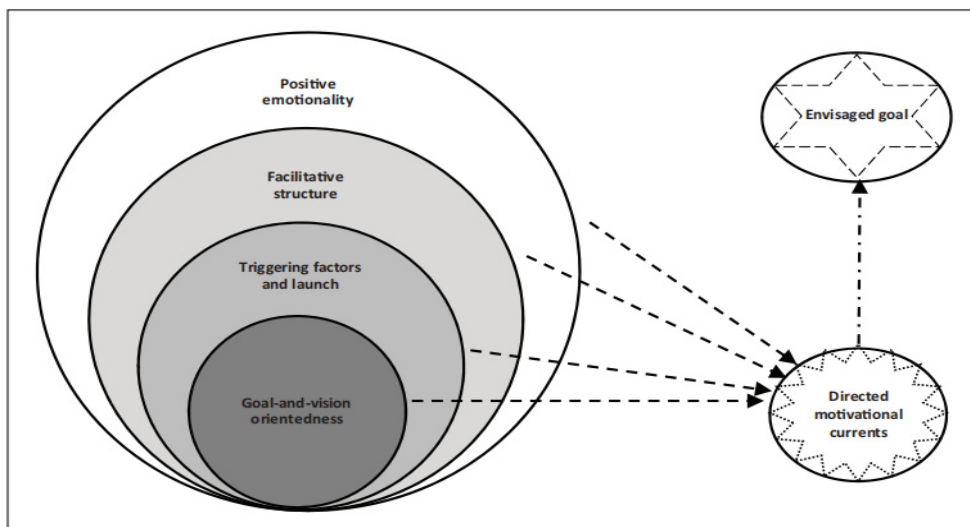 Positive
emotionality
Envisaged goal
Facilitative
structure
Triggering factors
and launch
Goal-and-vision
orientedness
Directed
motivational
currents